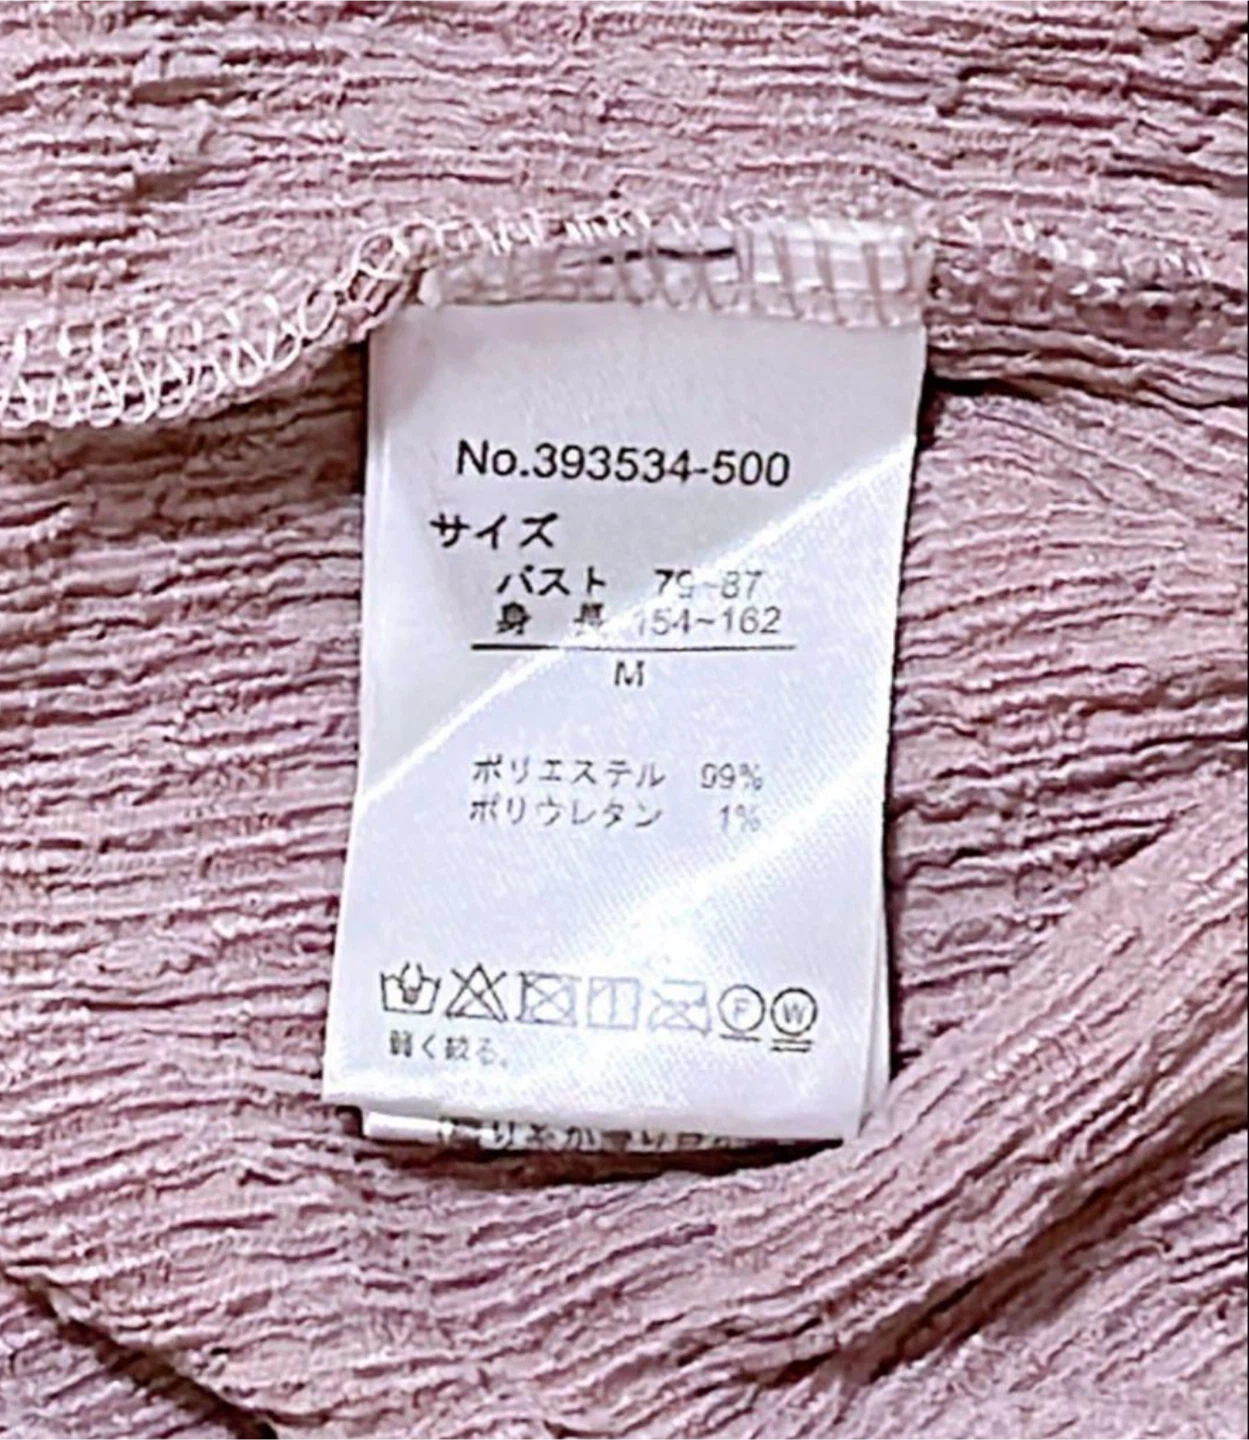 No.393534-500
サイズ
バスト 79~87
身 長 154~162
M
ポリエステル 99%
ポリウレタン 1%
F W
弱く絞る。